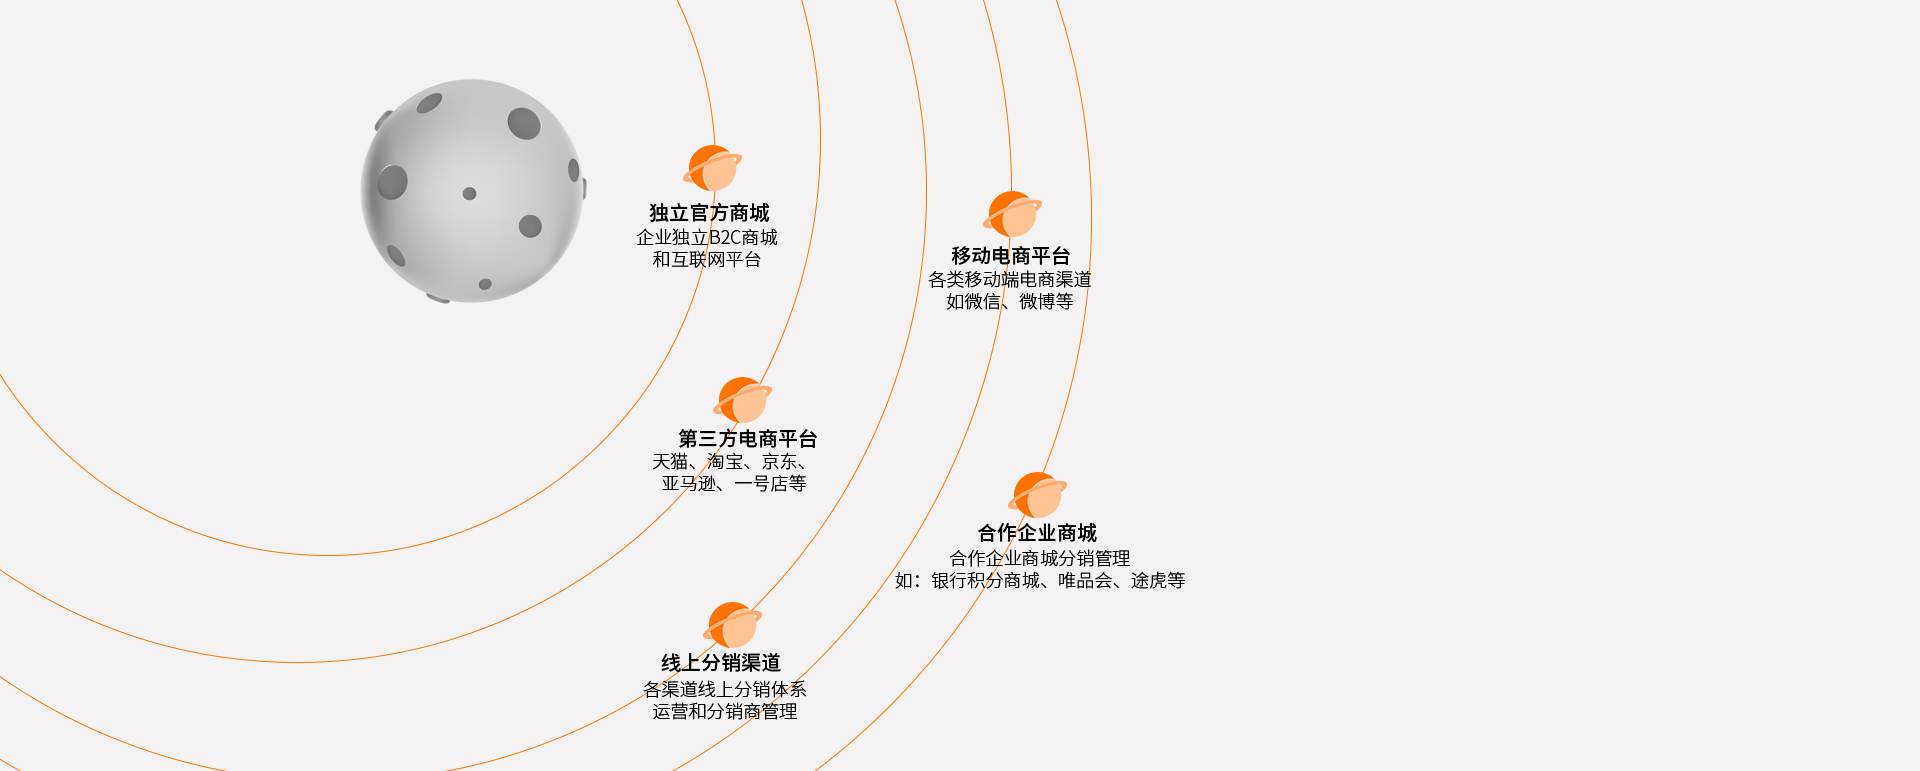 独立官方商城
企业独立B2C商城
和互联网平台
移动电商平台
各类移动端电商渠道
如微信、微博等
第三方电商平台
天猫、淘宝、京东、
亚马逊、一号店等
合作企业商城
合作企业商城分销管理
如：银行积分商城、唯品会、途虎等
线上分销渠道
各渠道线上分销体系
运营和分销商管理